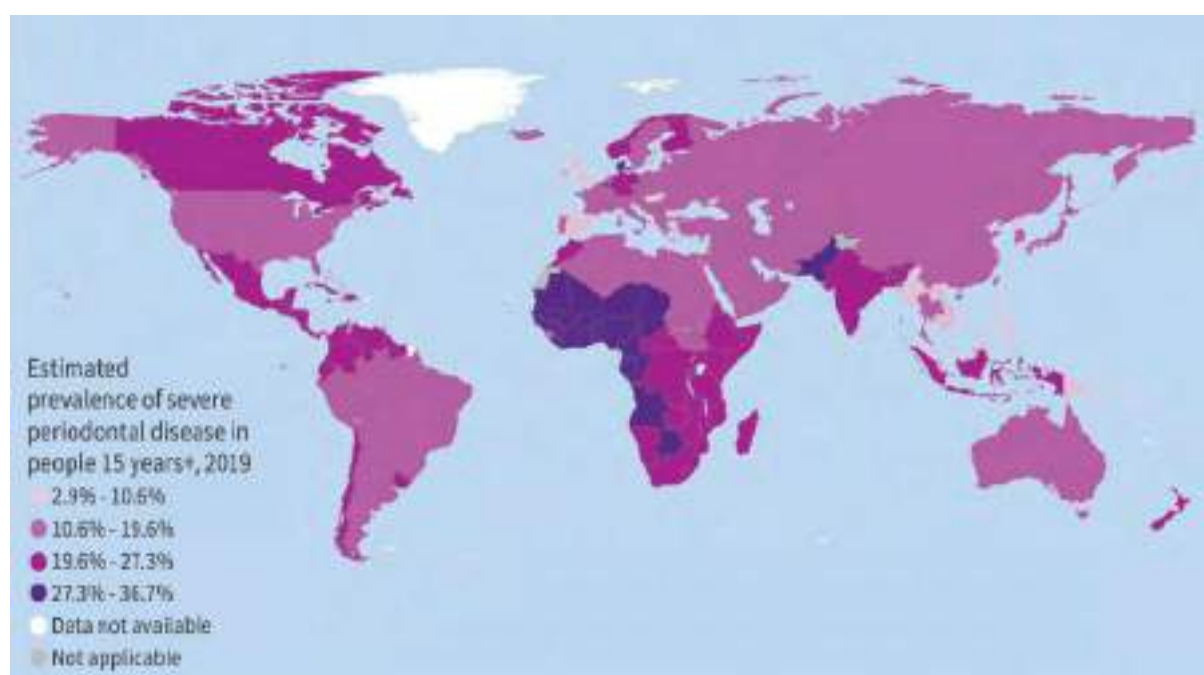 Estimated
prevalence of severe
periodontal disease in
people 15 years+, 2019
2.9% - 10.6%
10.6% - 19.6%
19.6% - 27.3%
27.3% - 36.7%
Data not available
Not applicable